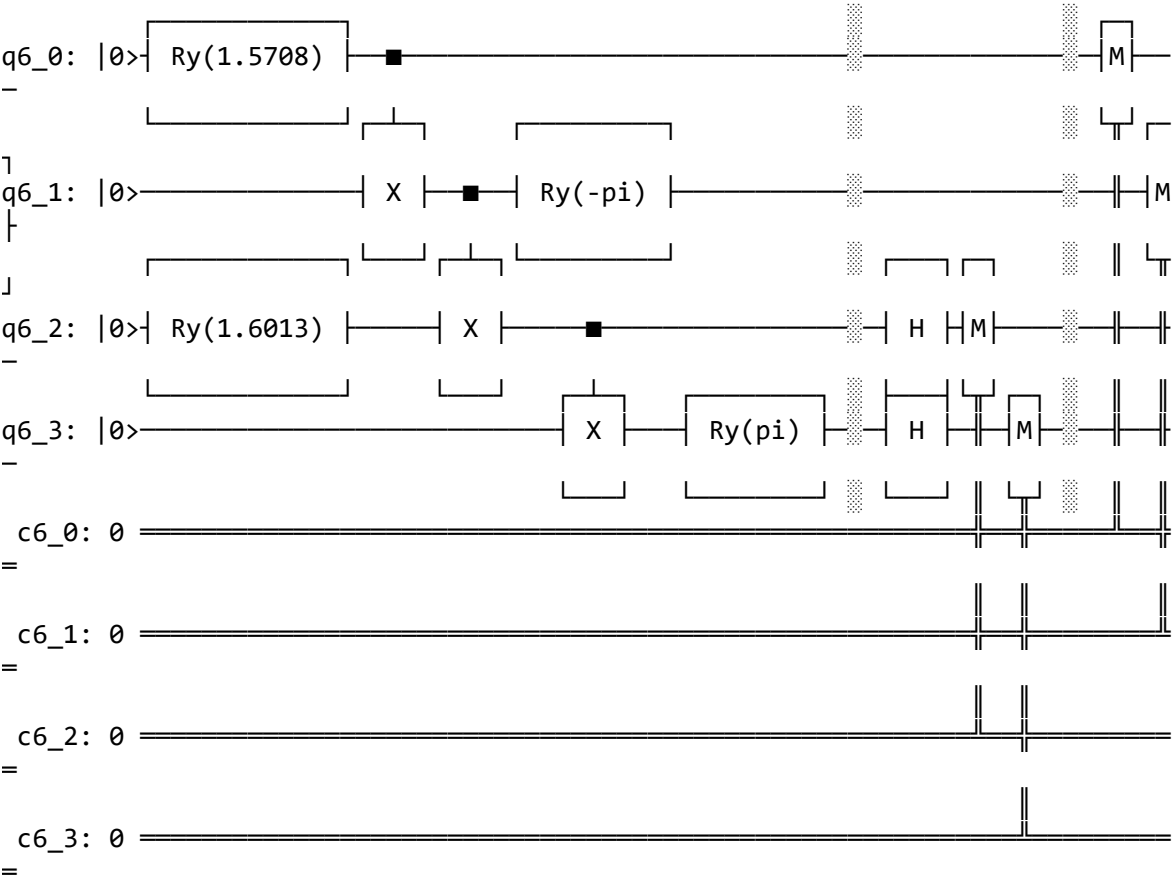 q6_0: |0>┤ Ry(1.5708) ├──■──░──░─┤M├─
q6_1: |0>─┤ X ├──■──┤ Ry(-pi) ├─░──░──╫─┤M
q6_2: |0>┤ Ry(1.6013) ├─┤ X ├──■──░─┤ H ├┤M├─░──╫──╫
q6_3: |0>─┤ X ├─┤ Ry(pi) ├─░─┤ H ├─╫─┤M├─░──╫──╫
c6_0: 0
c6_1: 0
c6_2: 0
c6_3: 0